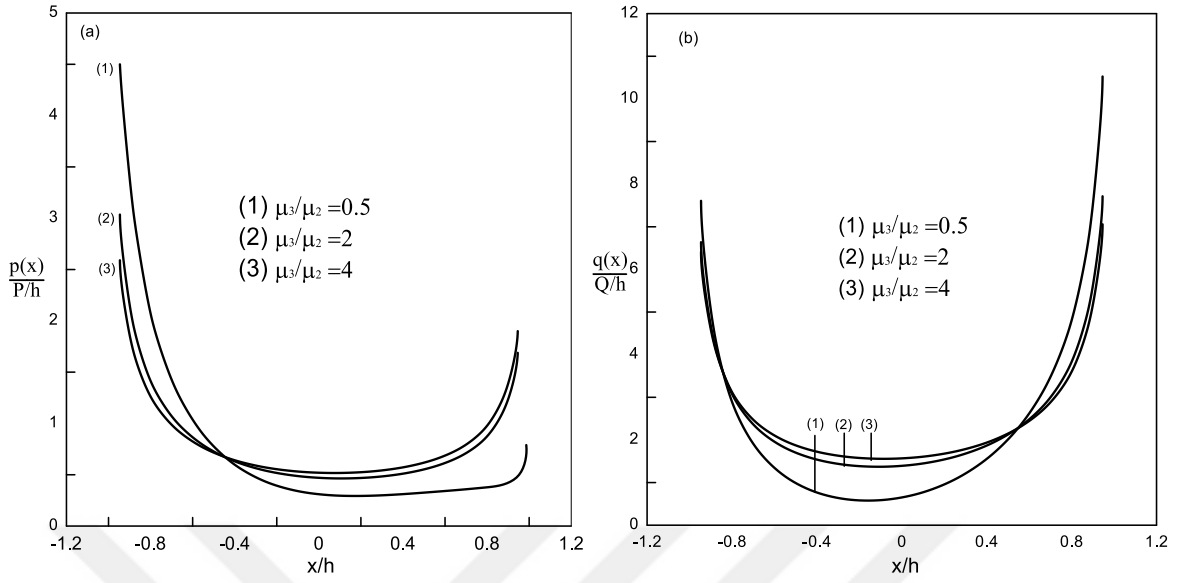 5
(a)
(1)
4
3
(2)
(3)
p(x)
P/h
2
1
0
(1) μ₃/μ₂ =0.5
(2) μ₃/μ₂ =2
(3) μ₃/μ₂ =4
-1.2 -0.8 -0.4 0 0.4 0.8 1.2
x/h
12
(b)
10
8
6
q(x)
Q/h
4
2
0
(1) μ₃/μ₂ =0.5
(2) μ₃/μ₂ =2
(3) μ₃/μ₂ =4
(1) (2) (3)
-1.2 -0.8 -0.4 0 0.4 0.8 1.2
x/h